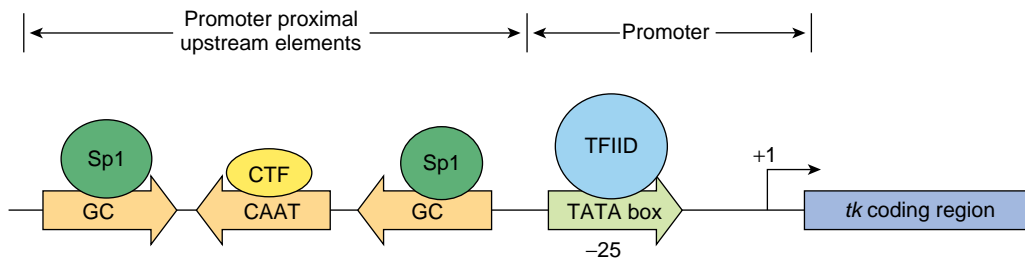 Promoter proximal
upstream elements
Promoter
Sp1
CTF
Sp1
TFIID
+1
GC
CAAT
GC
TATA box
tk coding region
−25